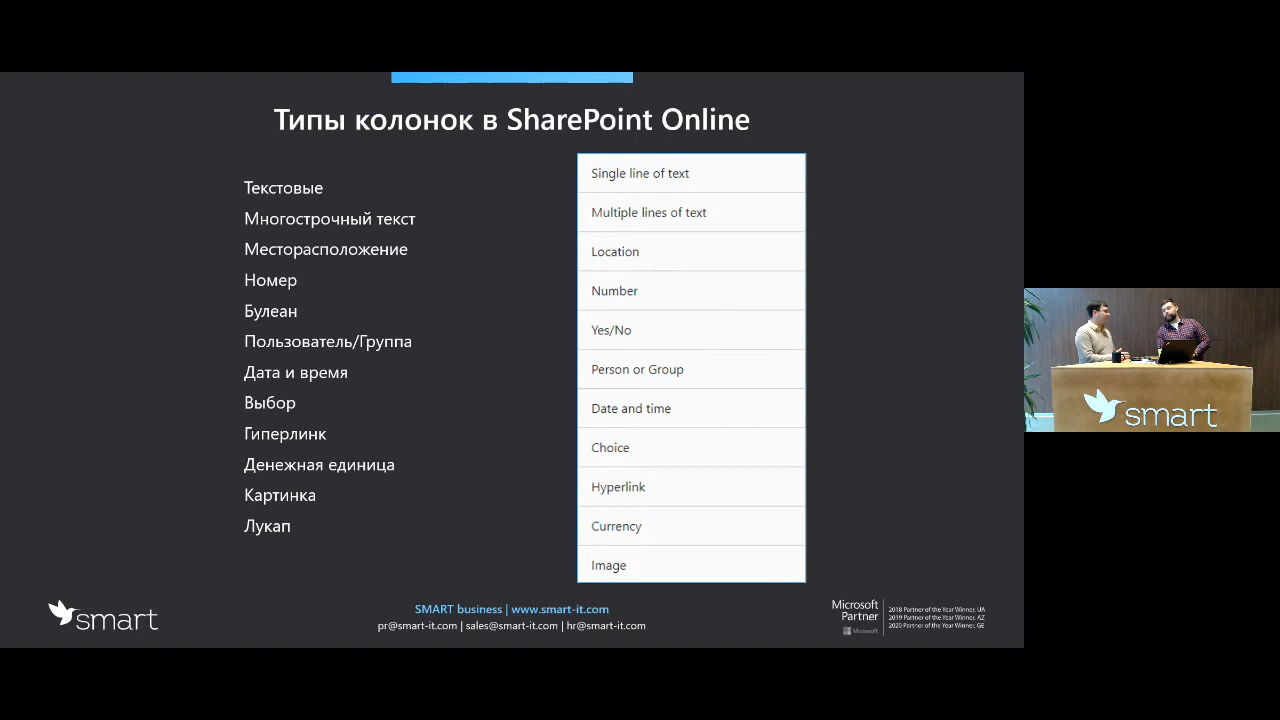 Типы колонок в SharePoint Online
Текстовые
Многострочный текст
Месторасположение
Номер
Булеан
Пользователь/Группа
Дата и время
Выбор
Гиперлинк
Денежная единица
Картинка
Лукап
Single line of text
Multiple lines of text
Location
Number
Yes/No
Person or Group
Date and time
Choice
Hyperlink
Currency
Image
smart
SMART business | www.smart-it.com
pr@smart-it.com | sales@smart-it.com | hr@smart-it.com
Microsoft
Partner
Microsoft
2018 Partner of the Year Winner, UA
2019 Partner of the Year Winner, AZ
2020 Partner of the Year Winner, GE
smart